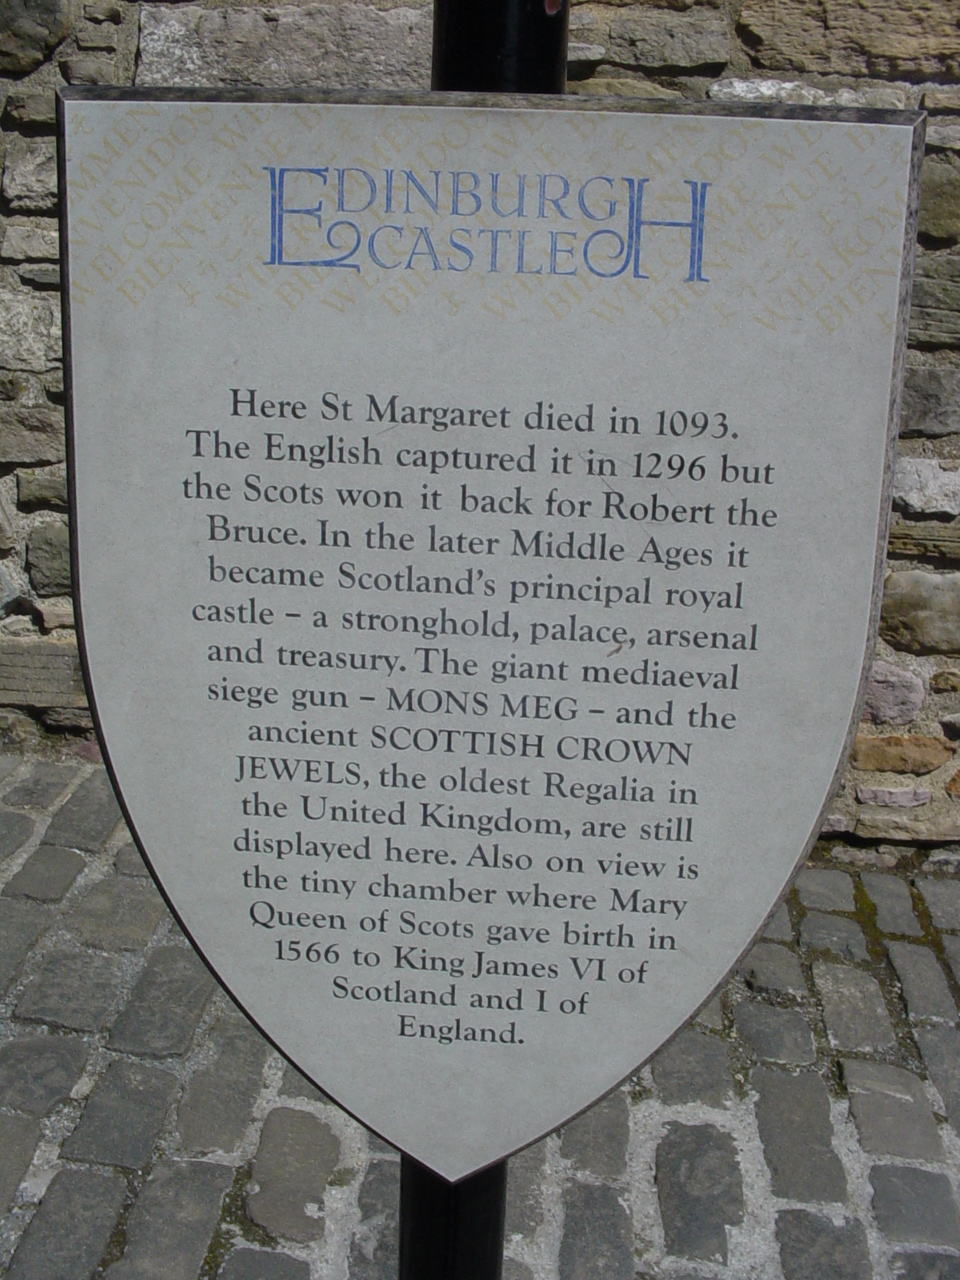 EDINBURGH
CASTLE
Here St Margaret died in 1093.
The English captured it in 1296 but
the Scots won it back for Robert the
Bruce. In the later Middle Ages it
became Scotland's principal royal
castle – a stronghold, palace, arsenal
and treasury. The giant mediaeval
siege gun – MONS MEG – and the
ancient SCOTTISH CROWN
JEWELS, the oldest Regalia in
the United Kingdom, are still
displayed here. Also on view is
the tiny chamber where Mary
Queen of Scots gave birth in
1566 to King James VI of
Scotland and I of
England.